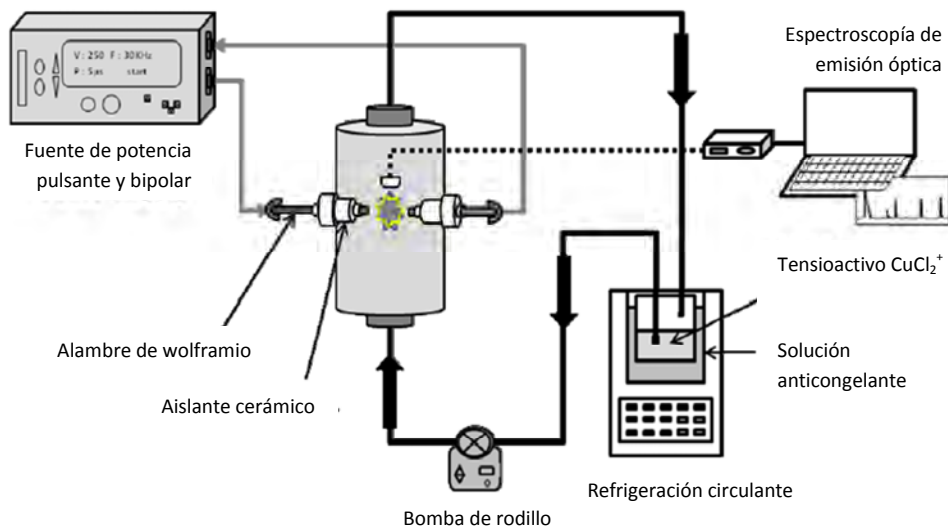 V : 250 F : 30KHz
P : 5µs start
Fuente de potencia
pulsante y bipolar
Espectroscopía de
emisión óptica
Tensioactivo CuCl₂⁺
Alambre de wolframio
Aislante cerámico
Solución
anticongelante
Refrigeración circulante
Bomba de rodillo